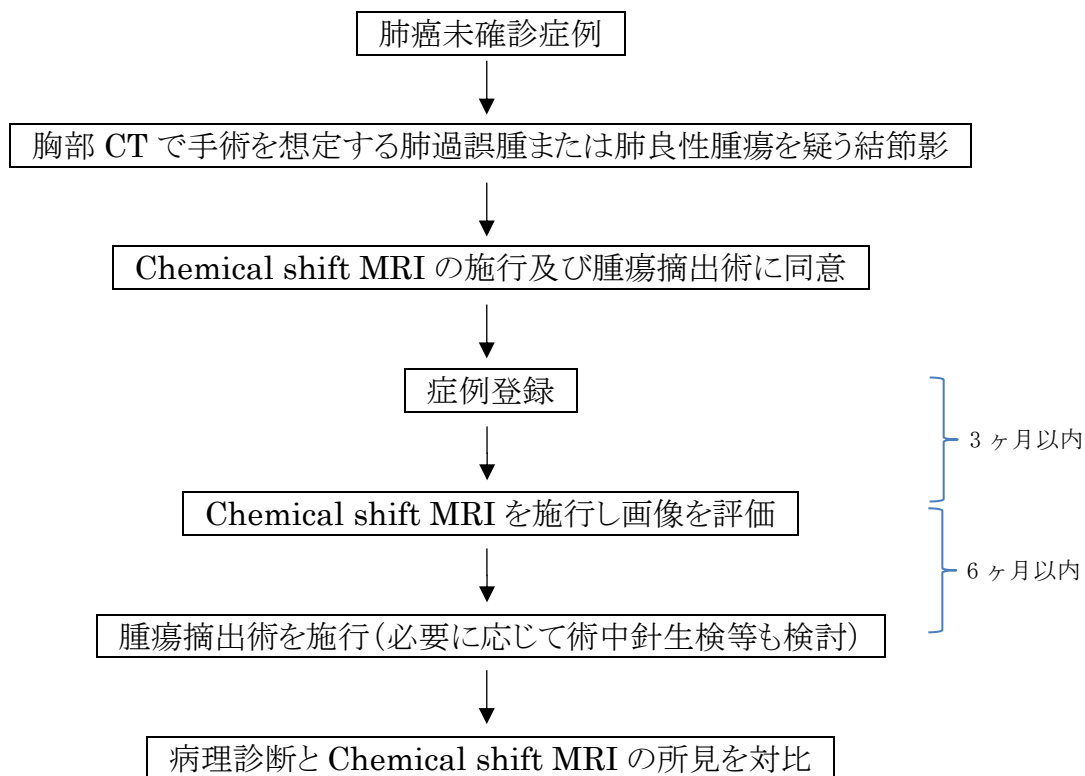 肺癌未確診症例
胸部 CT で手術を想定する肺過誤腫または肺良性腫瘍を疑う結節影
Chemical shift MRI の施行及び腫瘍摘出術に同意
症例登録
3 ヶ月以内
Chemical shift MRI を施行し画像を評価
6 ヶ月以内
腫瘍摘出術を施行(必要に応じて術中針生検等も検討)
病理診断と Chemical shift MRI の所見を対比